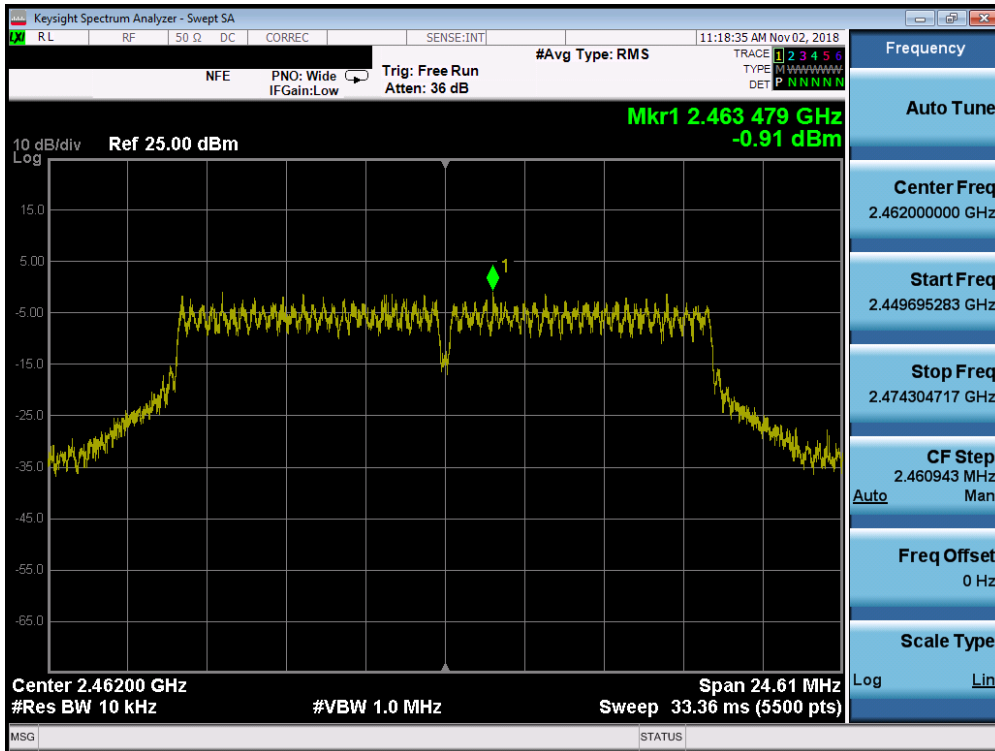 Keysight Spectrum Analyzer - Swept SA
LXI RL RF 50 Ω DC CORREC SENSE:INT 11:18:35 AM Nov 02, 2018
#Avg Type: RMS TRACE 1 2 3 4 5 6
NFE PNO: Wide Trig: Free Run TYPE M W W W W W
IFGain:Low Atten: 36 dB DET P N N N N N
Mkr1 2.463 479 GHz
-0.91 dBm
10 dB/div Ref 25.00 dBm
Log
15.0
5.00
1
-5.00
-15.0
-25.0
-35.0
-45.0
-55.0
-65.0
Center 2.46200 GHz Span 24.61 MHz
#Res BW 10 kHz #VBW 1.0 MHz Sweep 33.36 ms (5500 pts)
MSG STATUS
Frequency
Auto Tune
Center Freq
2.462000000 GHz
Start Freq
2.449695283 GHz
Stop Freq
2.474304717 GHz
CF Step
2.460943 MHz
Auto Man
Freq Offset
0 Hz
Scale Type
Log Lin